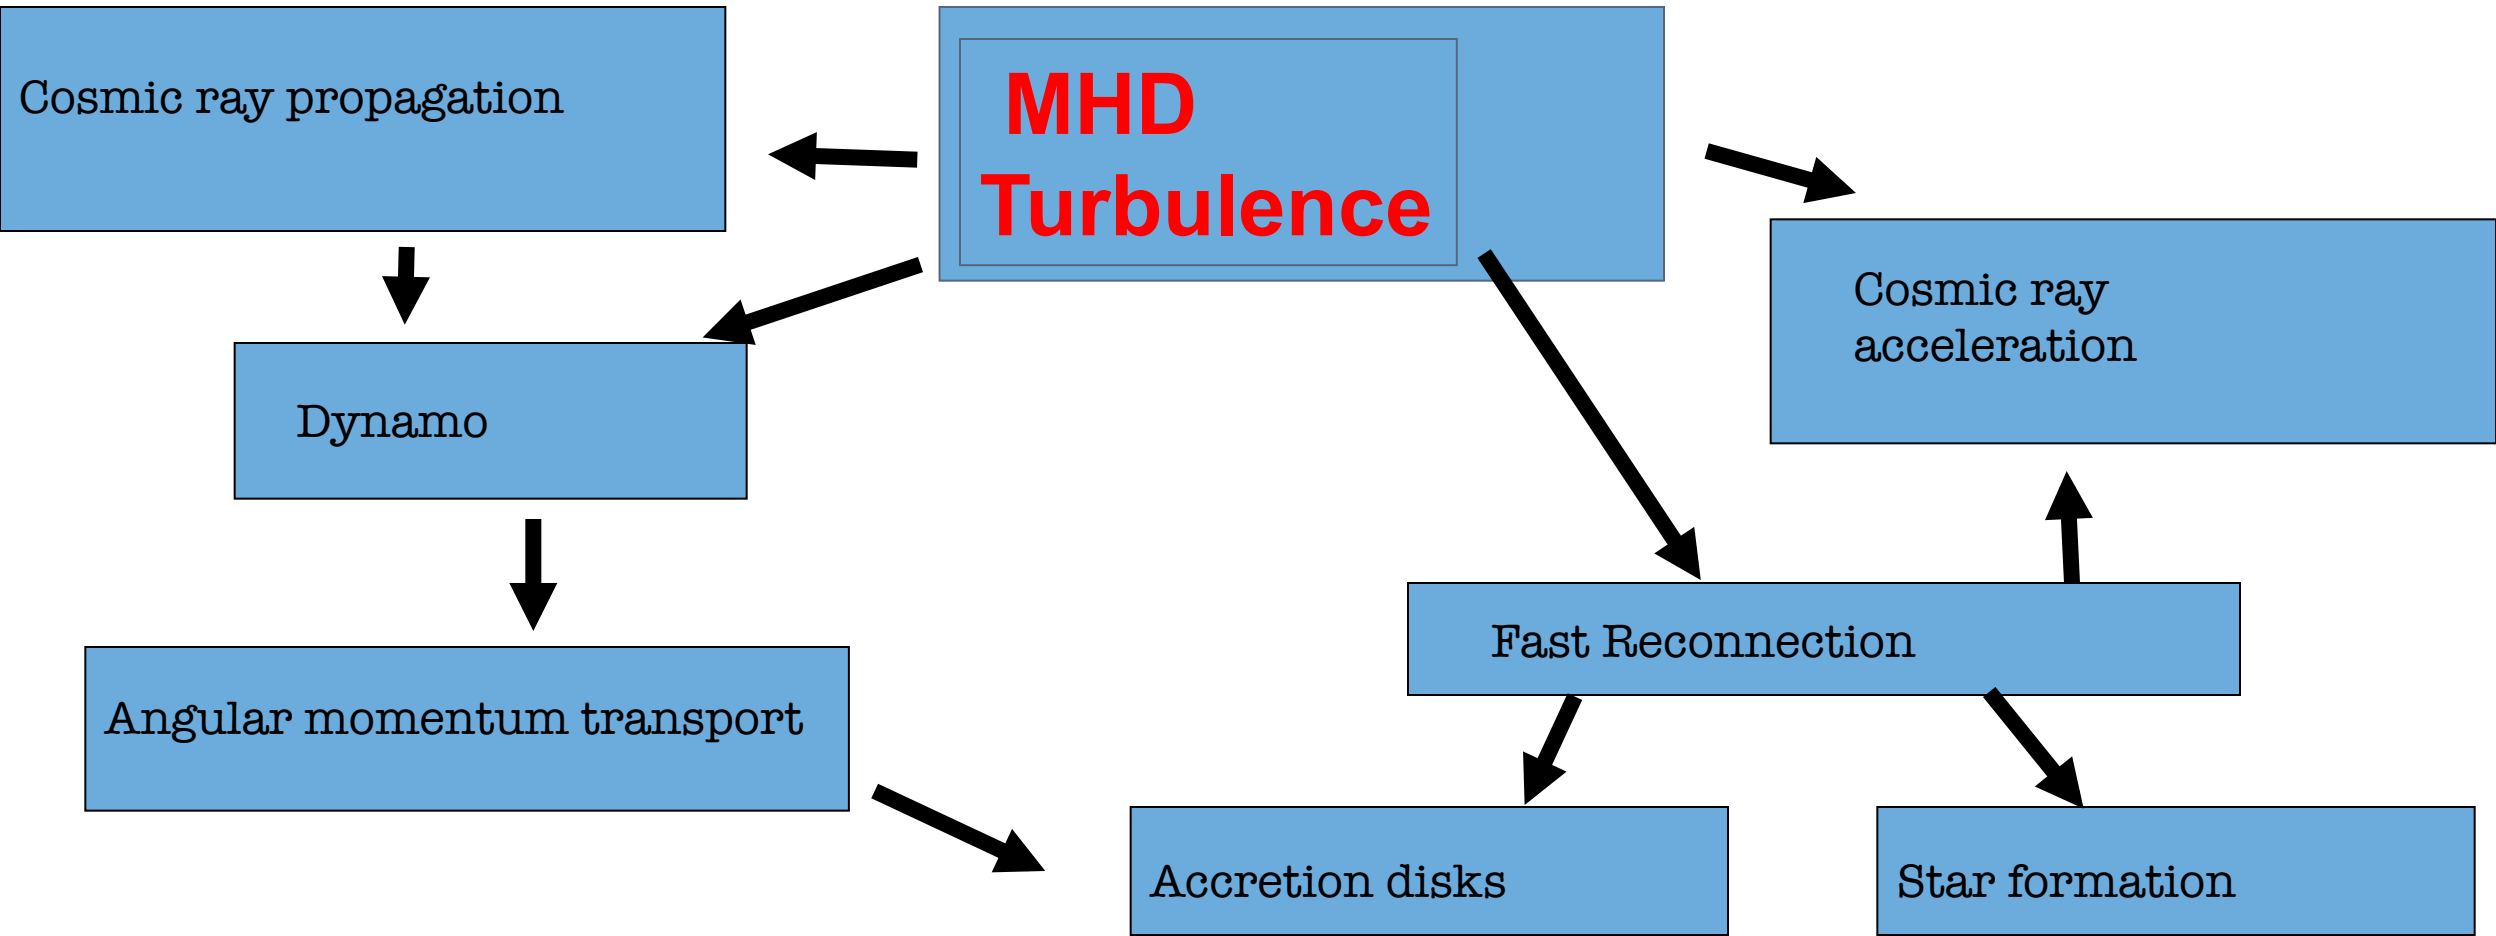 Cosmic ray propagation
MHD
Turbulence
Cosmic ray
acceleration
Dynamo
Fast Reconnection
Angular momentum transport
Accretion disks
Star formation